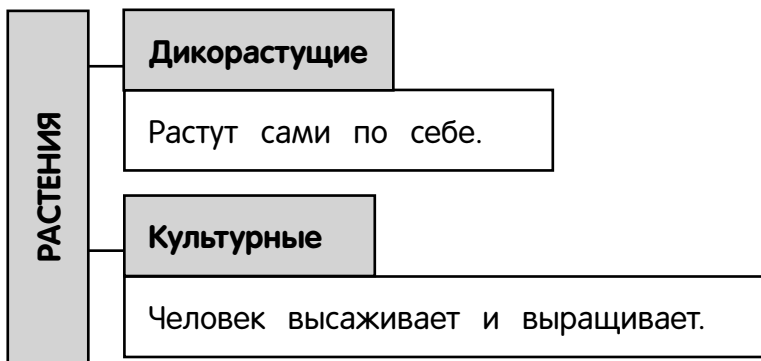 РАСТЕНИЯ
Дикорастущие
Растут сами по себе.
Культурные
Человек высаживает и выращивает.